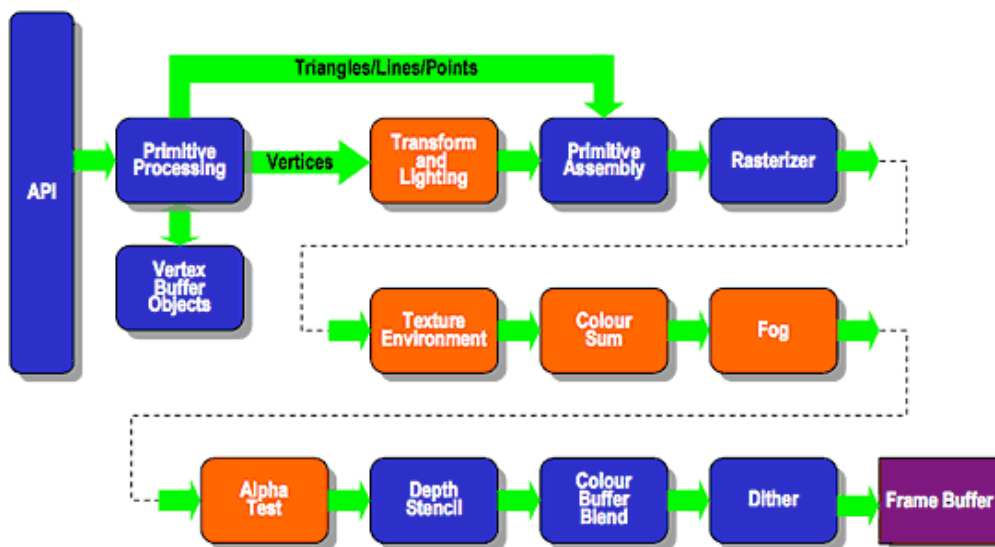 Triangles/Lines/Points
API
Primitive
Processing
Vertices
Transform
and
Lighting
Primitive
Assembly
Rasterizer
Vertex
Buffer
Objects
Texture
Environment
Colour
Sum
Fog
Alpha
Test
Depth
Stencil
Colour
Buffer
Blend
Dither
Frame Buffer